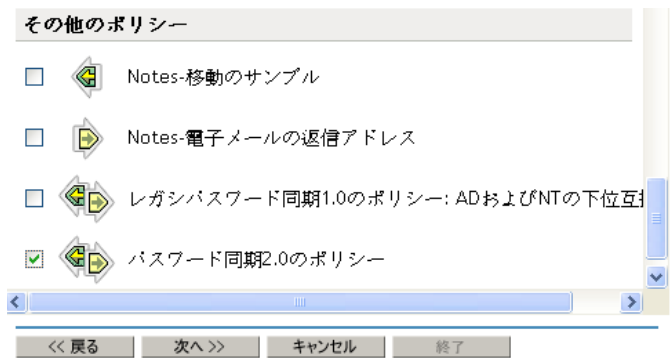 その他のポリシー
Notes-移動のサンプル
Notes-電子メールの返信アドレス
レガシパスワード同期1.0のポリシー: ADおよびNTの下位互
パスワード同期2.0のポリシー
<< 戻る 次へ >> キャンセル 終了